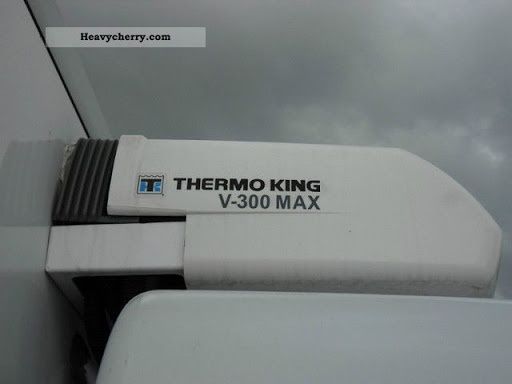 Heavycherry.com
THERMO KING
V-300 MAX